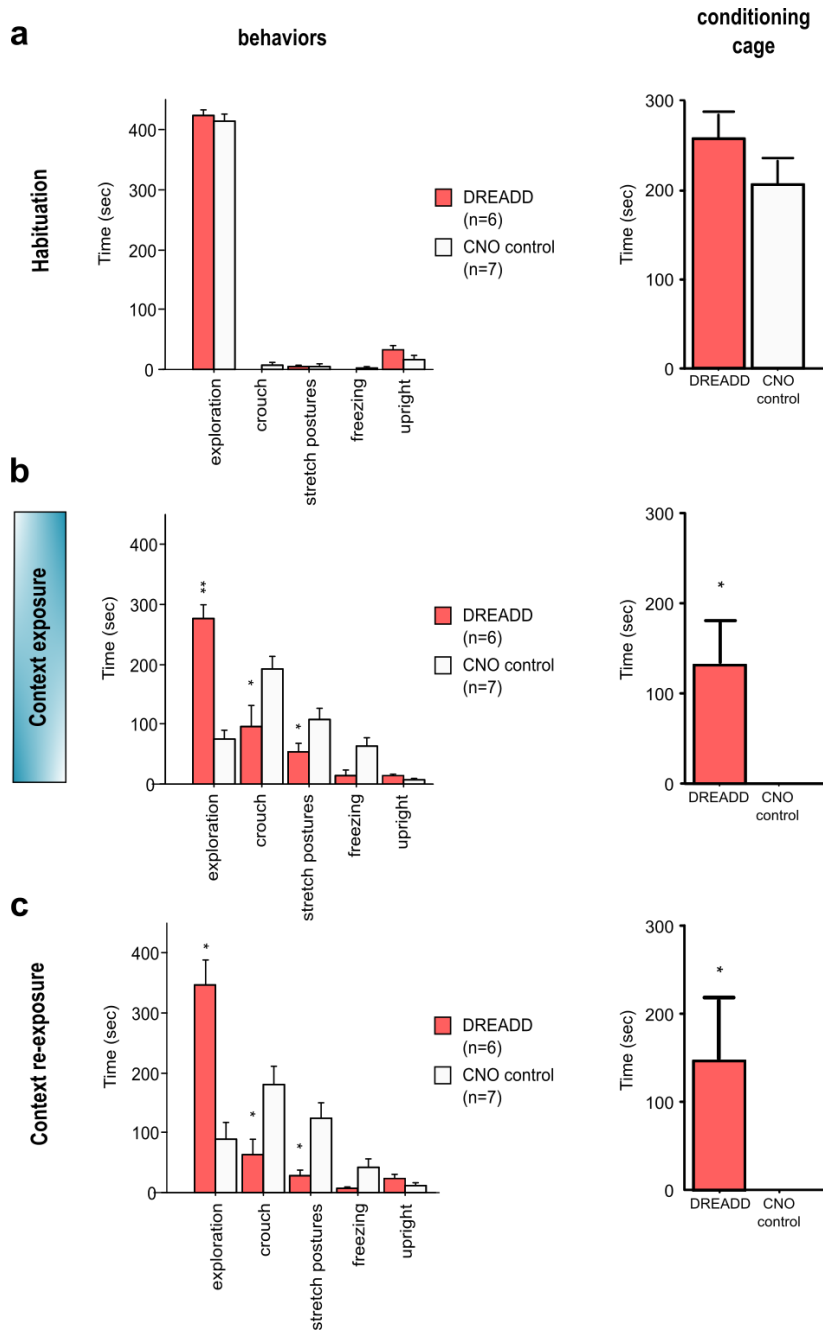 a
behaviors
conditioning
cage
Habituation
Time (sec)
400
300
200
100
0
exploration
crouch
stretch postures
freezing
upright
DREADD
(n=6)
CNO control
(n=7)
Time (sec)
300
200
100
0
DREADD
CNO
control
b
Context exposure
Time (sec)
400
300
200
100
0
**
*
*
exploration
crouch
stretch postures
freezing
upright
DREADD
(n=6)
CNO control
(n=7)
Time (sec)
300
200
100
0
*
DREADD
CNO
control
c
Context re-exposure
Time (sec)
400
300
200
100
0
*
*
*
exploration
crouch
stretch postures
freezing
upright
DREADD
(n=6)
CNO control
(n=7)
Time (sec)
300
200
100
0
*
DREADD
CNO
control